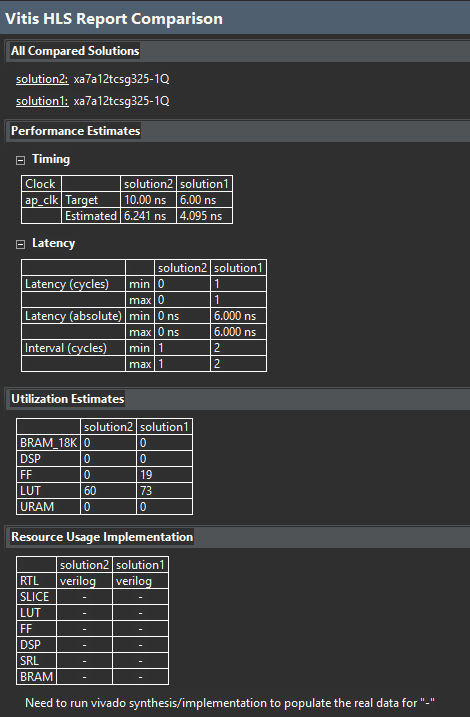 Vitis HLS Report Comparison
All Compared Solutions
solution2: xa7a12tcsg325-1Q
solution1: xa7a12tcsg325-1Q
Performance Estimates
Timing
Clock solution2 solution1
ap_clk Target 10.00 ns 6.00 ns
Estimated 6.241 ns 4.095 ns
Latency
solution2 solution1
Latency (cycles) min 0 1
max 0 1
Latency (absolute) min 0 ns 6.000 ns
max 0 ns 6.000 ns
Interval (cycles) min 1 2
max 1 2
Utilization Estimates
solution2 solution1
BRAM_18K 0 0
DSP 0 0
FF 0 19
LUT 60 73
URAM 0 0
Resource Usage Implementation
solution2 solution1
RTL verilog verilog
SLICE - -
LUT - -
FF - -
DSP - -
SRL - -
BRAM - -
Need to run vivado synthesis/implementation to populate the real data for "-"